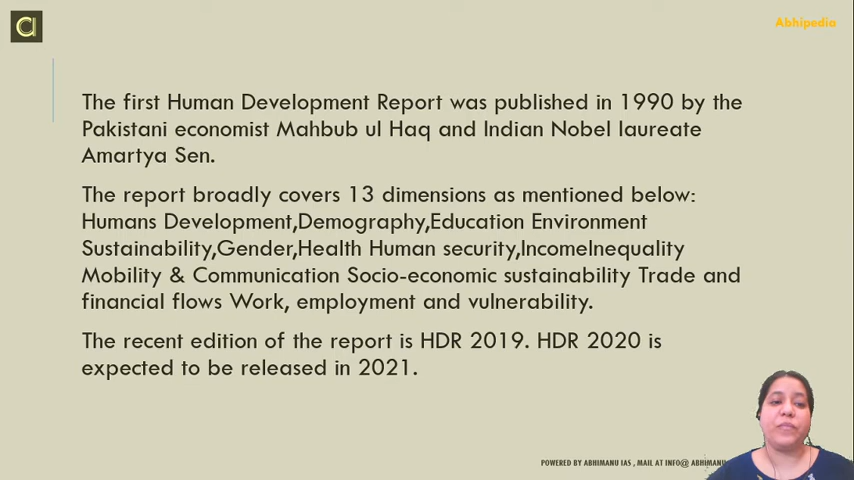 a
Abhipedia
The first Human Development Report was published in 1990 by the
Pakistani economist Mahbub ul Haq and Indian Nobel laureate
Amartya Sen.
The report broadly covers 13 dimensions as mentioned below:
Humans Development,Demography,Education Environment
Sustainability,Gender,Health Human security,IncomeInequality
Mobility & Communication Socio-economic sustainability Trade and
financial flows Work, employment and vulnerability.
The recent edition of the report is HDR 2019. HDR 2020 is
expected to be released in 2021.
POWERED BY ABHIMANU IAS , MAIL AT INFO@ ABHIMANU